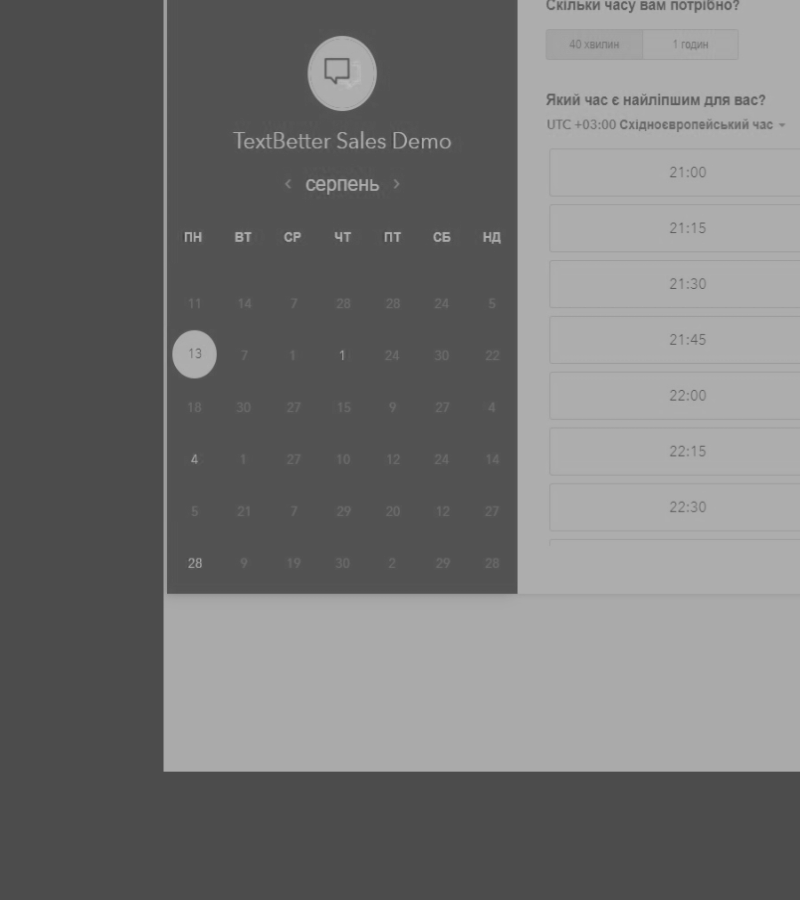 TextBetter Sales Demo
‹ серпень ›
ПН ВТ СР ЧТ ПТ СБ НД
11 14 7 28 28 24 5
13 7 1 1 24 30 22
18 30 27 15 9 27 4
4 1 27 10 12 24 14
5 21 7 29 20 12 27
28 9 19 30 2 29 28
Скільки часу вам потрібно?
40 хвилин 1 годин
Який час є найліпшим для вас?
UTC +03:00 Східноєвропейський час
21:00
21:15
21:30
21:45
22:00
22:15
22:30